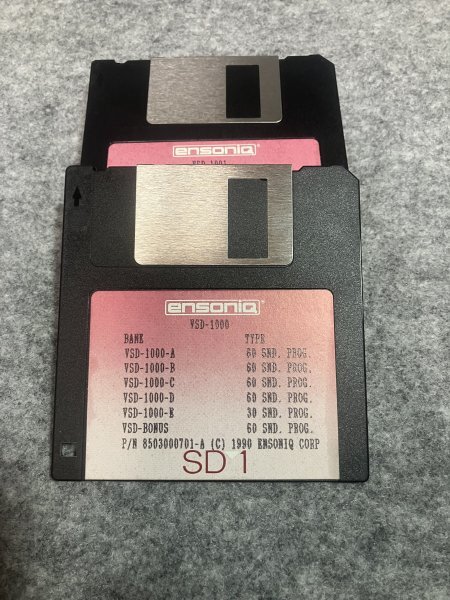 ensoniq
VSD-1001
ensoniq
VSD-1000
BANK TYPE
VSD-1000-A 60 SND. PROG.
VSD-1000-B 60 SND. PROG.
VSD-1000-C 60 SND. PROG.
VSD-1000-D 60 SND. PROG.
VSD-1000-E 30 SND. PROG.
VSD-BONUS 60 SND. PROG.
P/N 8503000701-A (C) 1990 ENSONIQ CORP
SD 1